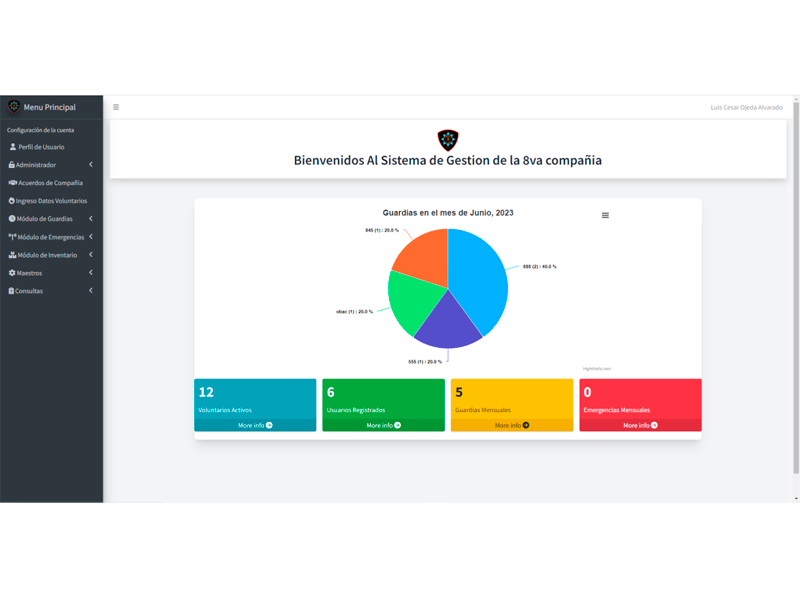 Menu Principal
Luis Cesar Ojeda Alvarado
Configuración de la cuenta
Perfil de Usuario
Administrador
Acuerdos de Compañia
Ingreso Datos Voluntarios
Módulo de Guardias
Módulo de Emergencias
Módulo de Inventario
Maestros
Consultas
Bienvenidos Al Sistema de Gestion de la 8va compañia
Guardias en el mes de Junio, 2023
845 (1) : 20.0 %
888 (2) : 40.0 %
obac (1) : 20.0 %
555 (1) : 20.0 %
Highcharts.com
12
Voluntarios Activos
More info
6
Usuarios Registrados
More info
5
Guardias Mensuales
More info
0
Emergencias Mensuales
More info